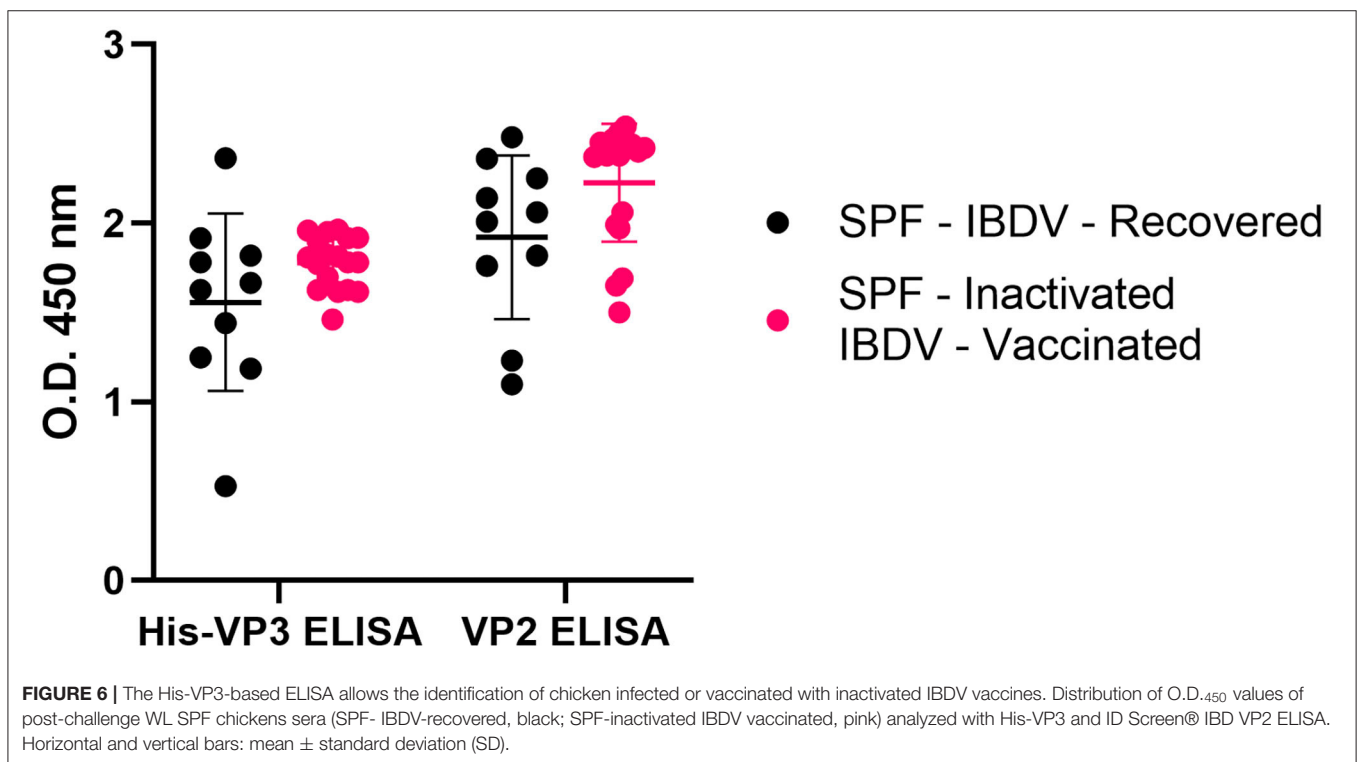 3
2
1
0
O.D. 450 nm
His-VP3 ELISA VP2 ELISA
SPF - IBDV - Recovered
SPF - Inactivated
IBDV - Vaccinated
FIGURE 6 | The His-VP3-based ELISA allows the identification of chicken infected or vaccinated with inactivated IBDV vaccines. Distribution of O.D.450 values of
post-challenge WL SPF chickens sera (SPF- IBDV-recovered, black; SPF-inactivated IBDV vaccinated, pink) analyzed with His-VP3 and ID Screen® IBD VP2 ELISA.
Horizontal and vertical bars: mean ± standard deviation (SD).